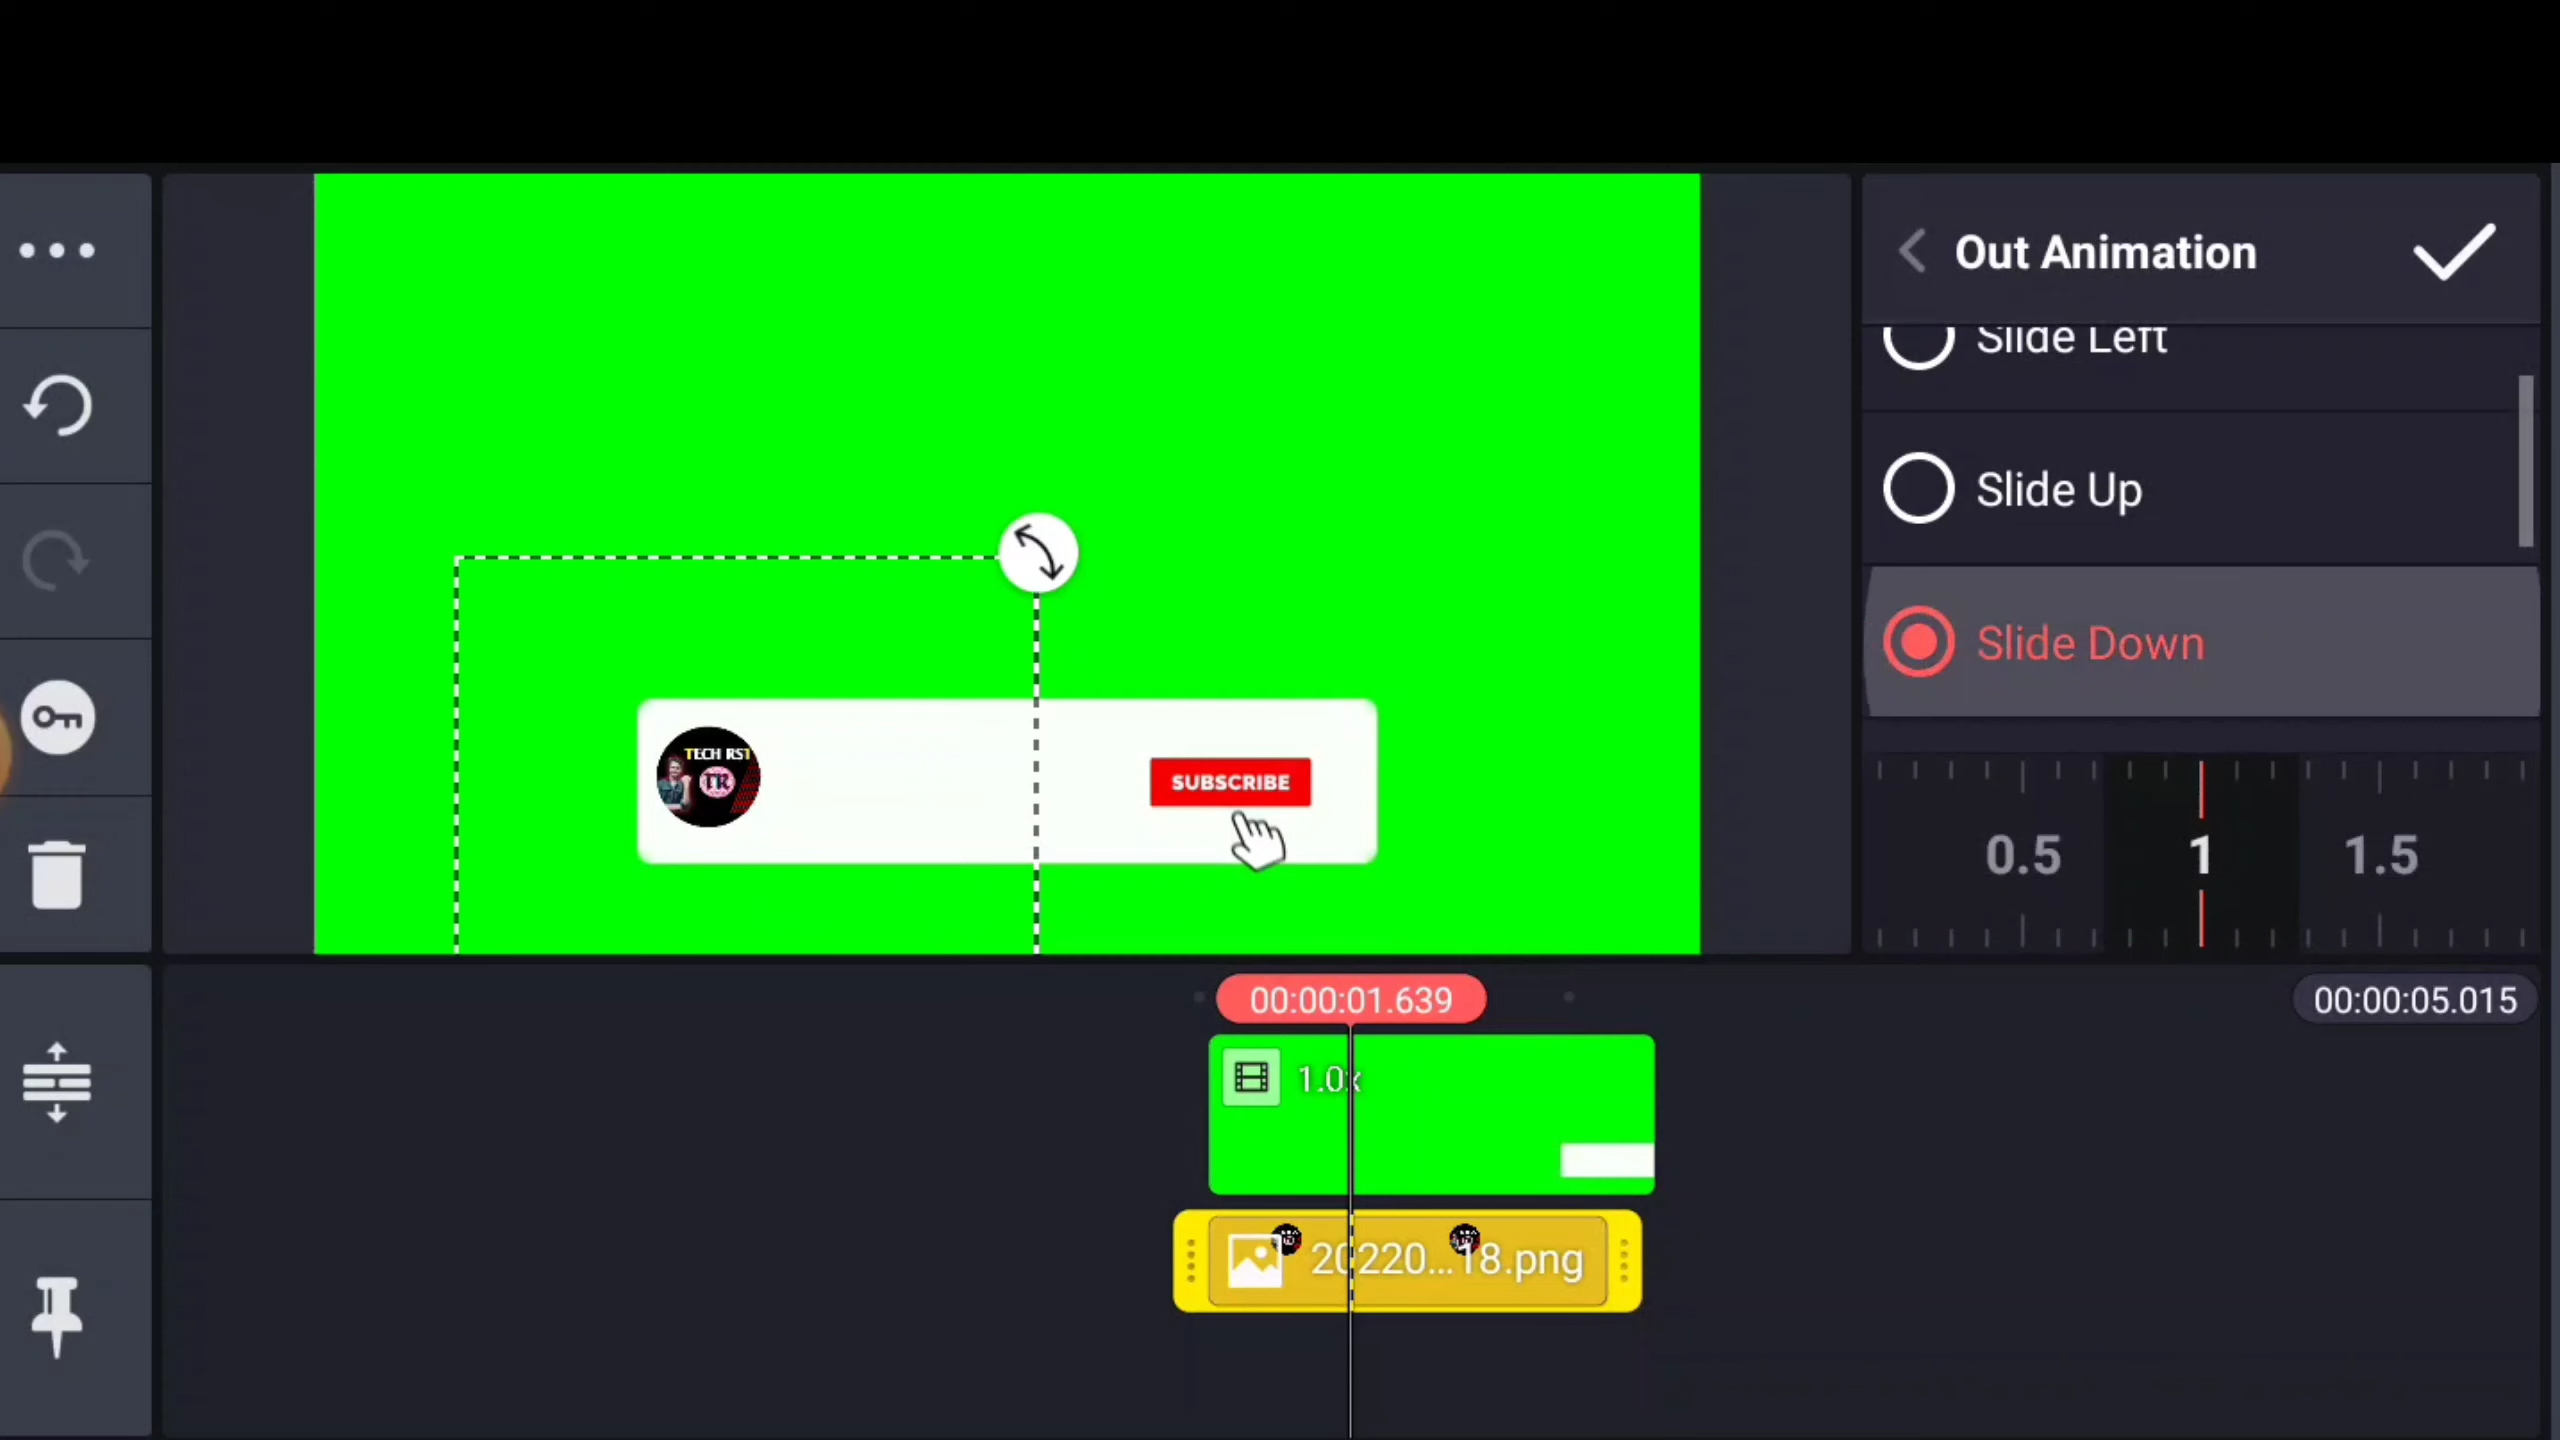 Out Animation
Slide Left
Slide Up
Slide Down
TECH RST
TR
SUBSCRIBE
0.5
1
1.5
00:00:01.639
00:00:05.015
1.0x
20220...18.png